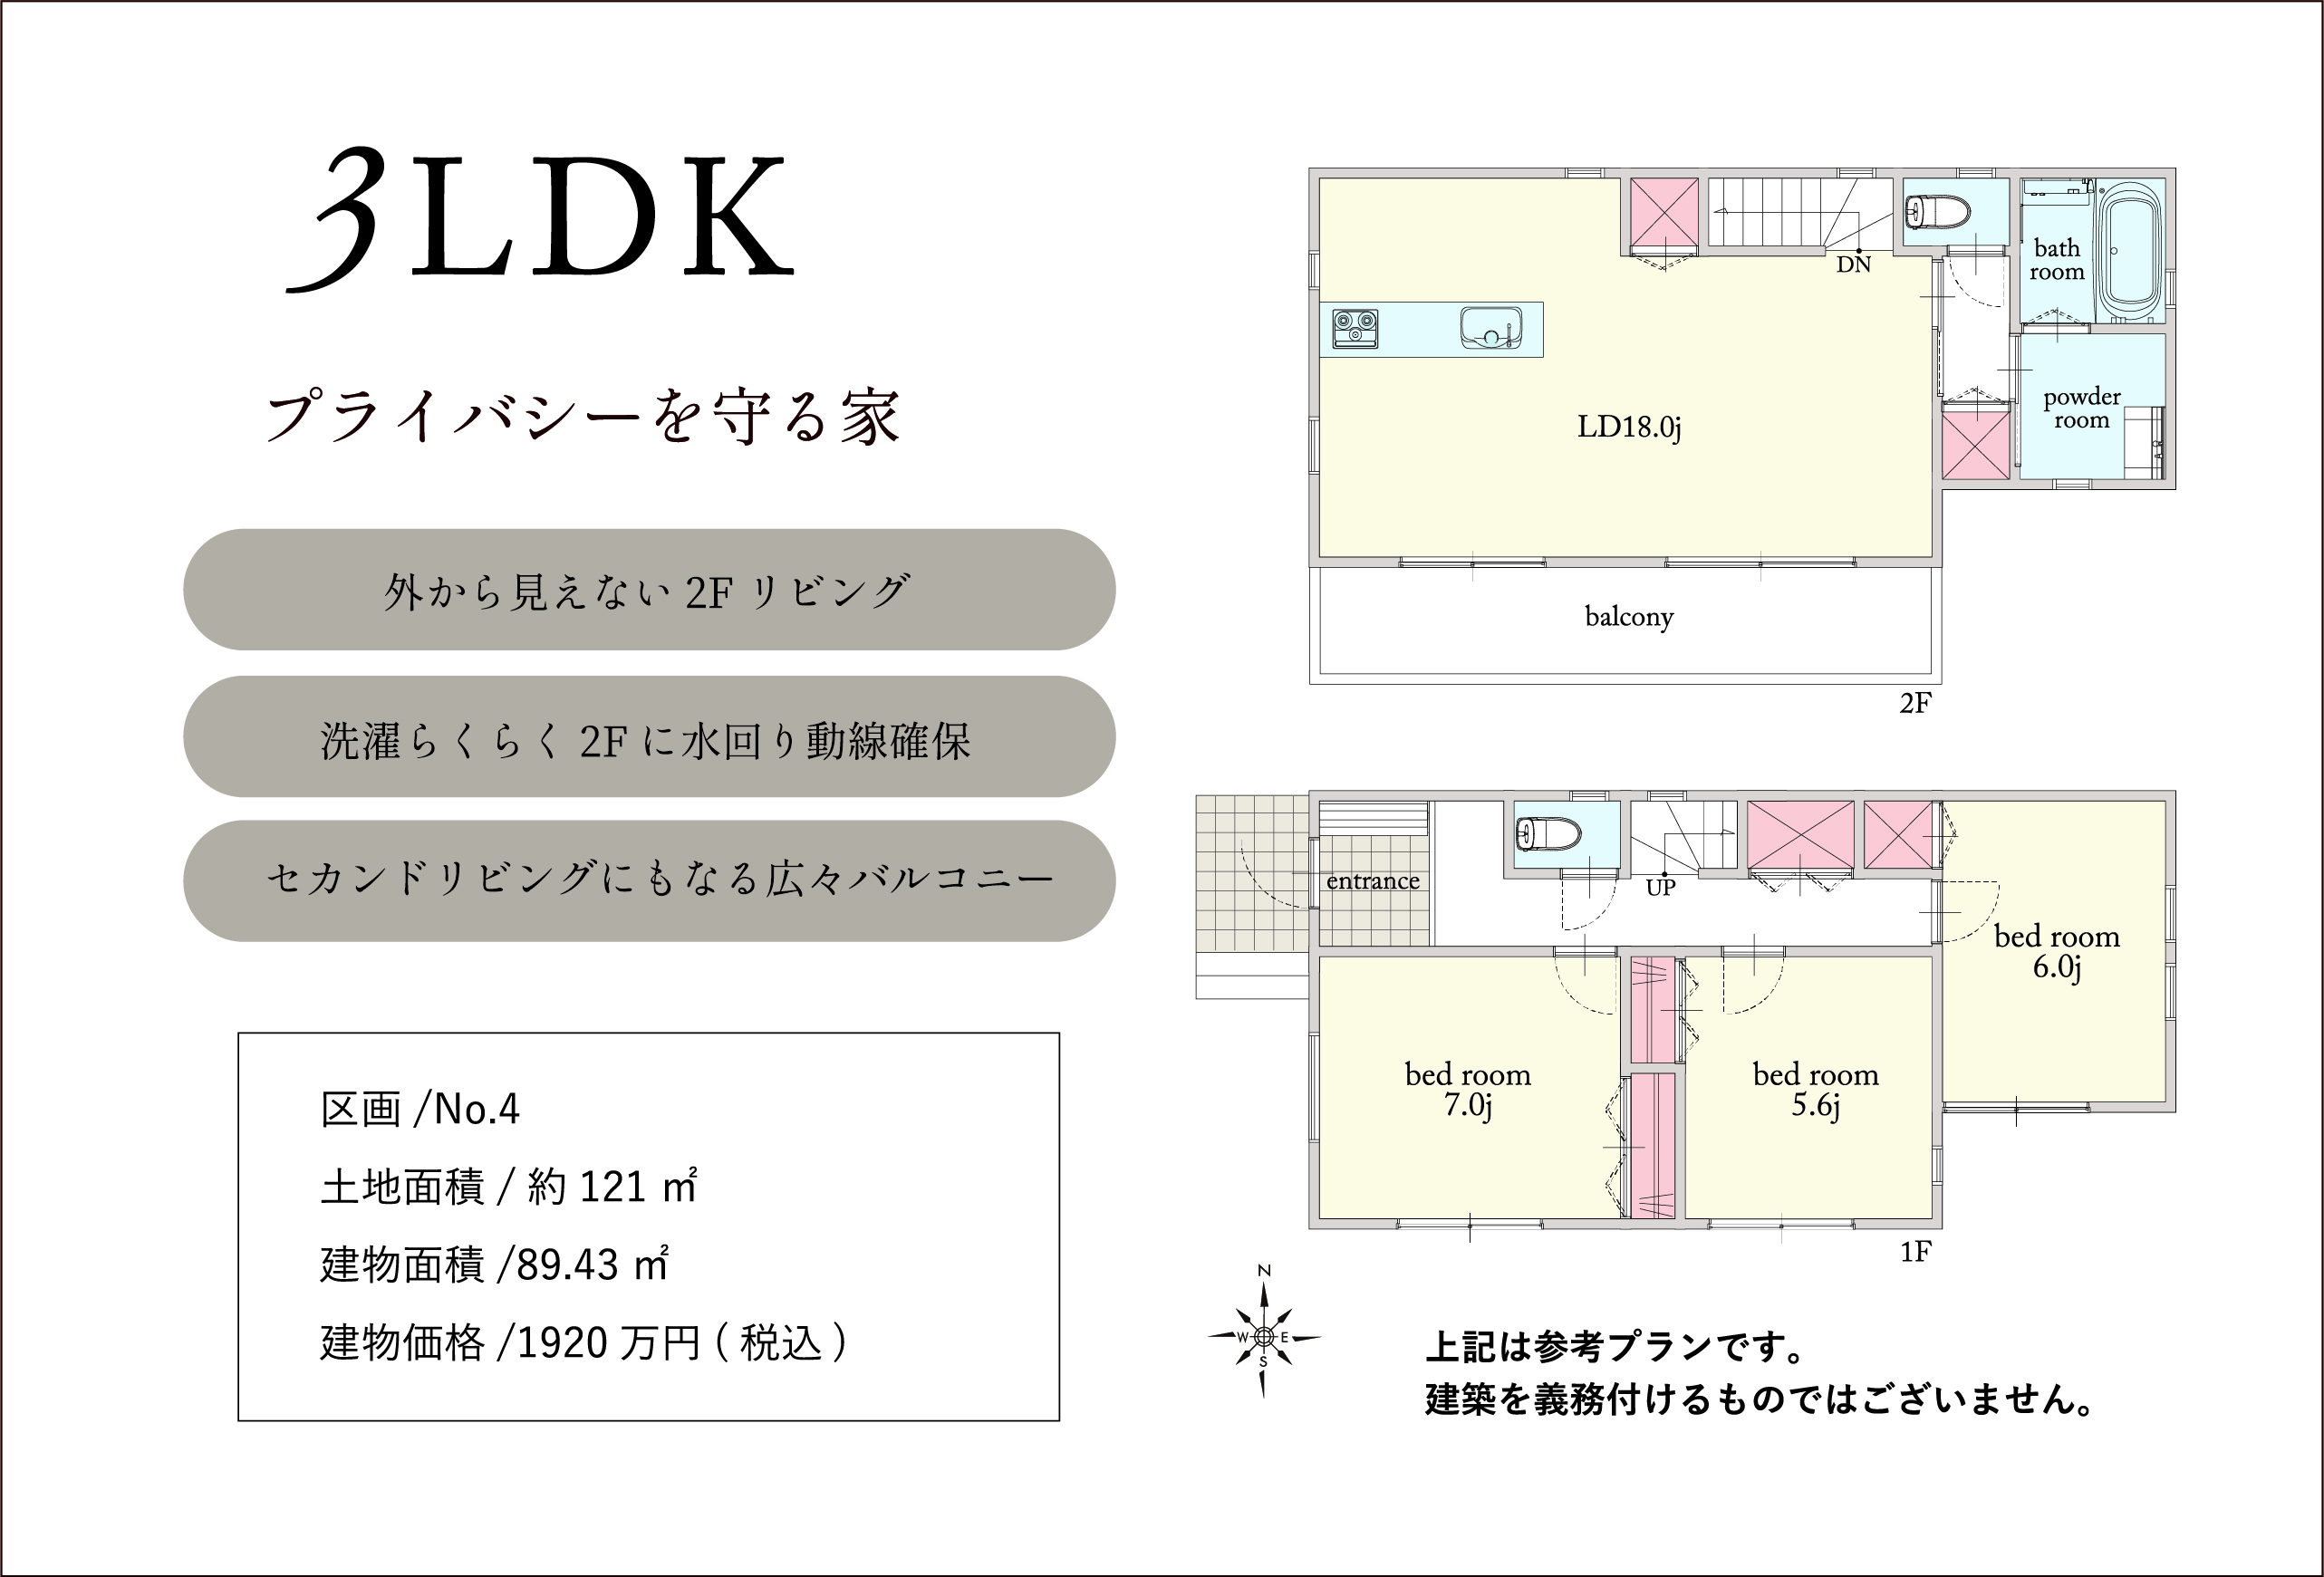 3LDK
プライバシーを守る家
外から見えない 2F リビング
洗濯らくらく 2F に水回り動線確保
セカンドリビングにもなる広々バルコニー
区画 /No.4
土地面積 / 約 121 ㎡
建物面積 /89.43 ㎡
建物価格 /1920 万円 ( 税込 )
DN
bath
room
powder
room
LD18.0j
balcony
2F
entrance
UP
bed room
6.0j
bed room
7.0j
bed room
5.6j
1F
N
W
E
S
上記は参考プランです。
建築を義務付けるものではございません。